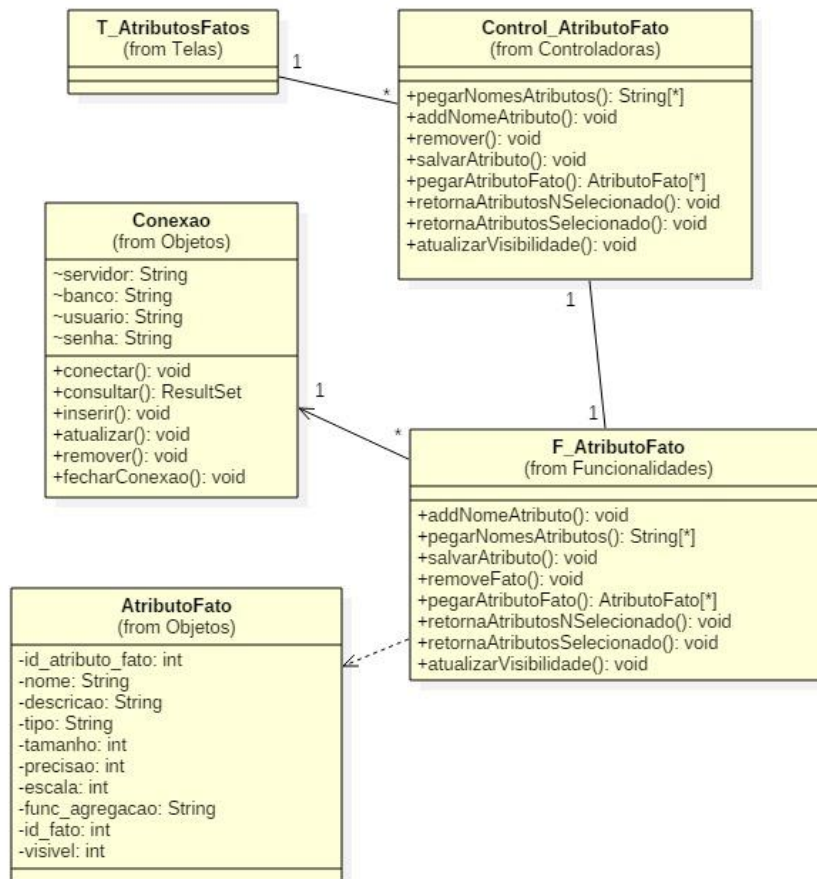 T_AtributosFatos
(from Telas)
1
*
Control_AtributoFato
(from Controladoras)
+pegarNomesAtributos(): String[*]
+addNomeAtributo(): void
+remover(): void
+salvarAtributo(): void
+pegarAtributoFato(): AtributoFato[*]
+retornaAtributosNSelecionado(): void
+retornaAtributosSelecionado(): void
+atualizarVisibilidade(): void
1
1
Conexao
(from Objetos)
~servidor: String
~banco: String
~usuario: String
~senha: String
+conectar(): void
+consultar(): ResultSet
+inserir(): void
+atualizar(): void
+remover(): void
+fecharConexao(): void
1
*
F_AtributoFato
(from Funcionalidades)
+addNomeAtributo(): void
+pegarNomesAtributos(): String[*]
+salvarAtributo(): void
+removeFato(): void
+pegarAtributoFato(): AtributoFato[*]
+retornaAtributosNSelecionado(): void
+retornaAtributosSelecionado(): void
+atualizarVisibilidade(): void
AtributoFato
(from Objetos)
-id_atributo_fato: int
-nome: String
-descricao: String
-tipo: String
-tamanho: int
-precisao: int
-escala: int
-func_agregacao: String
-id_fato: int
-visivel: int